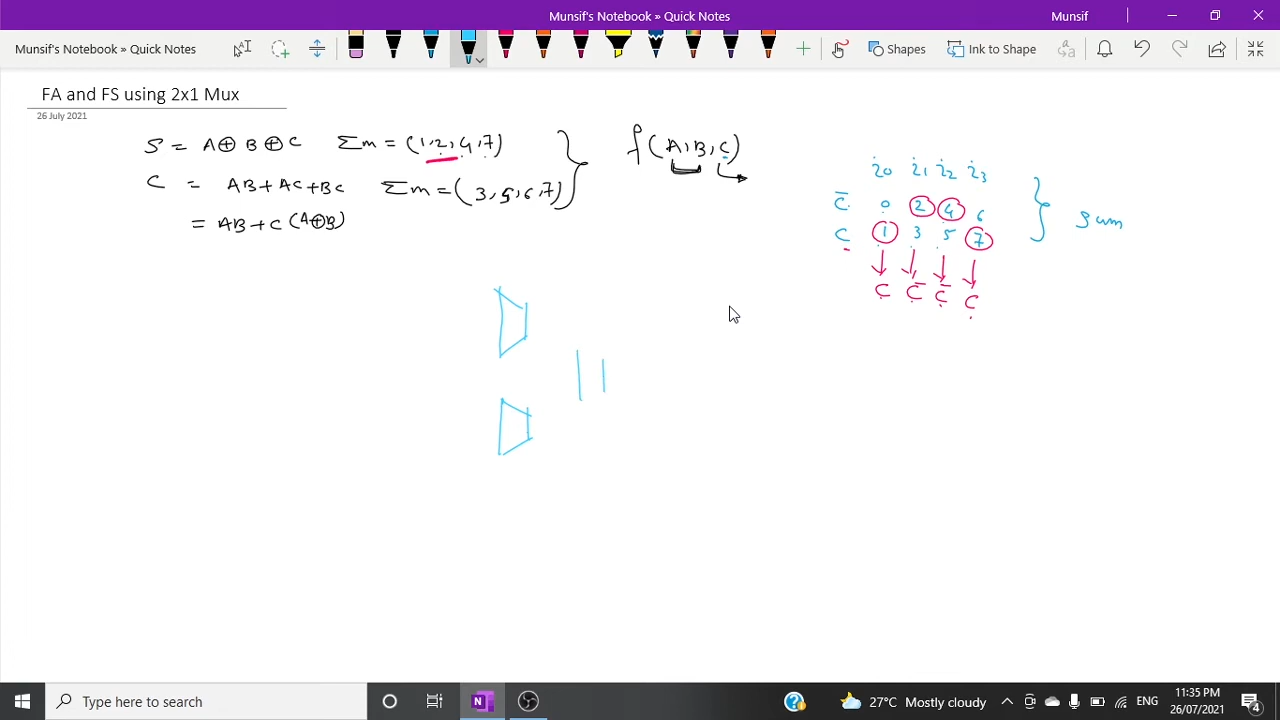 Munsif's Notebook » Quick Notes
Munsif
Munsif's Notebook » Quick Notes
Shapes
Ink to Shape
FA and FS using 2x1 Mux
26 July 2021
S = A⊕ B ⊕ C Σm = (1,2,4,7)
f(A,B,C)
C = AB+AC+BC Σm = (3,5,6,7)
= AB + C (A⊕B)
i0 i1 i2 i3
C̅ 0 2 4 6
C 1 3 5 7
Sum
C C̅ C̅ C
Type here to search
27°C Mostly cloudy
ENG
11:35 PM
26/07/2021
4